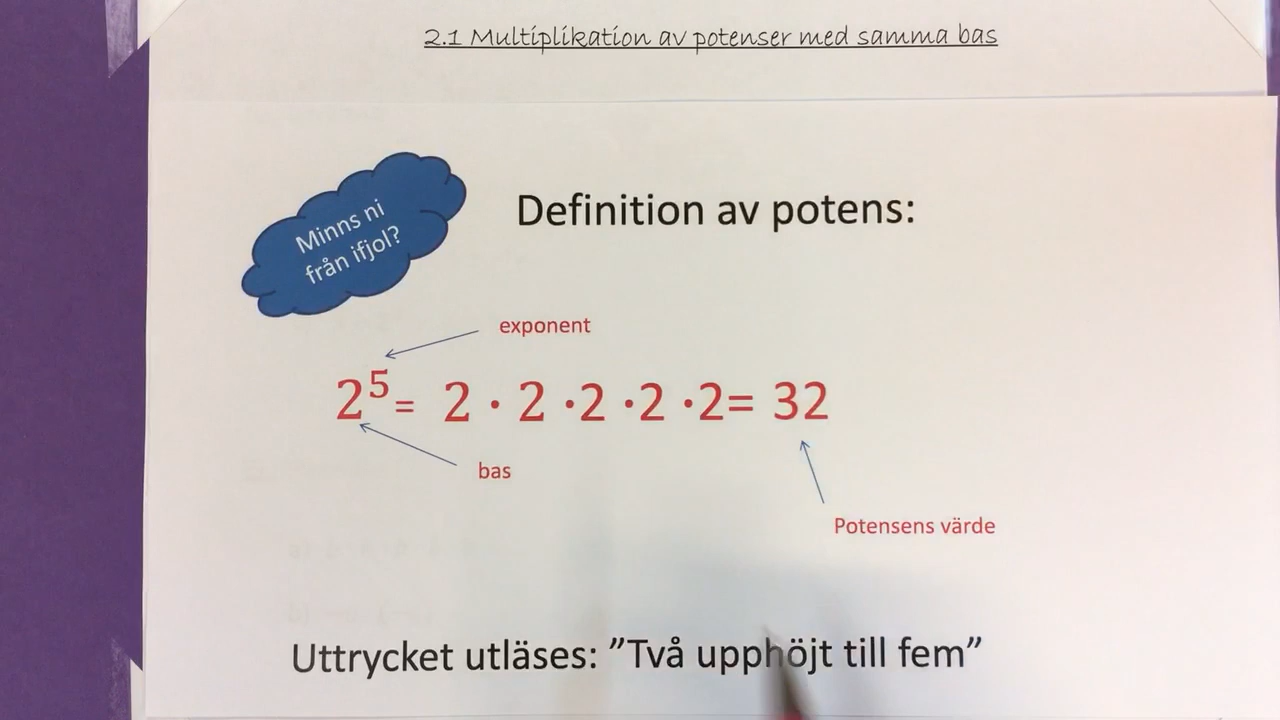 2.1 Multiplikation av potenser med samma bas
Minns ni
från ifjol?
Definition av potens:
exponent
2⁵= 2 · 2 ·2 ·2 ·2= 32
bas
Potensens värde
Uttrycket utläses: ”Två upphöjt till fem”